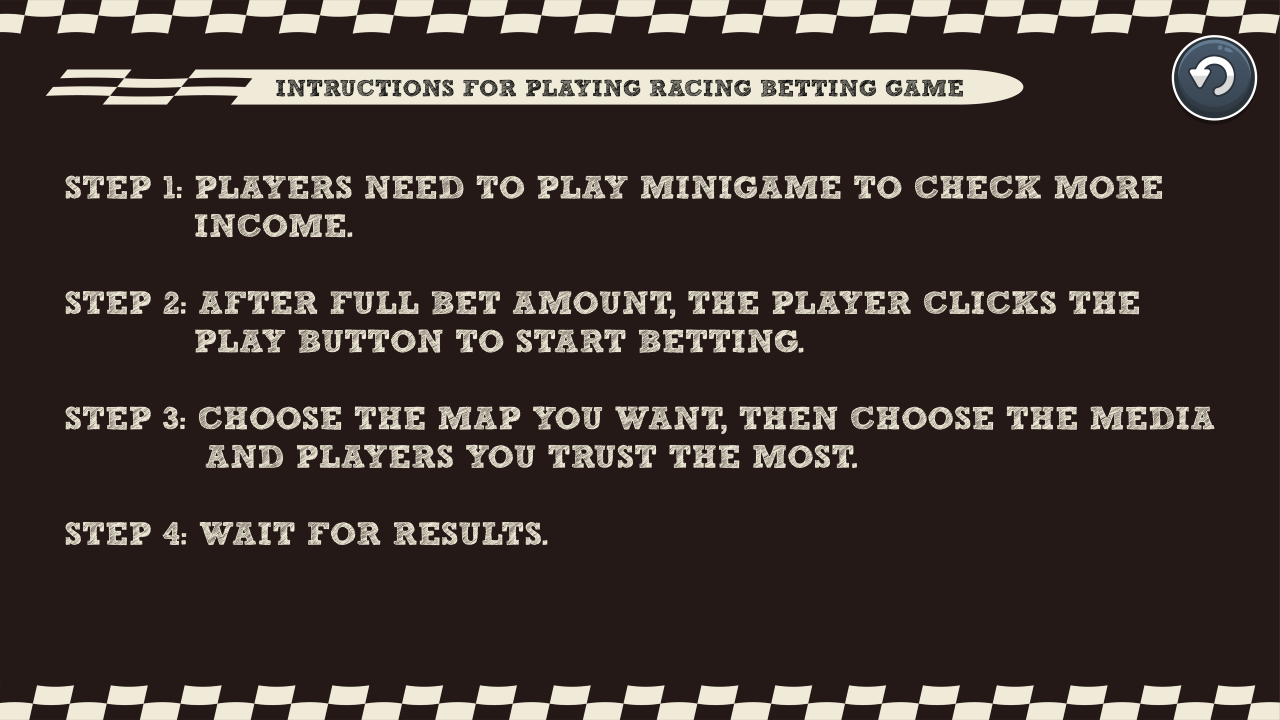 INTRUCTIONS FOR PLAYING RACING BETTING GAME
STEP 1: PLAYERS NEED TO PLAY MINIGAME TO CHECK MORE
INCOME.
STEP 2: AFTER FULL BET AMOUNT, THE PLAYER CLICKS THE
PLAY BUTTON TO START BETTING.
STEP 3: CHOOSE THE MAP YOU WANT, THEN CHOOSE THE MEDIA
AND PLAYERS YOU TRUST THE MOST.
STEP 4: WAIT FOR RESULTS.